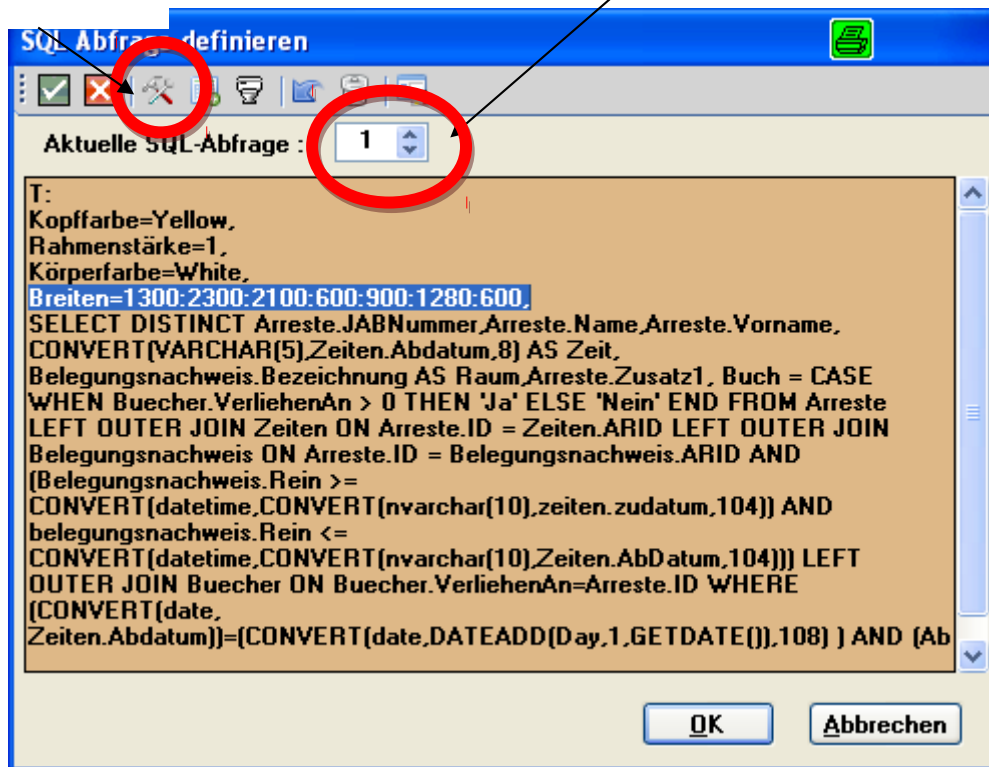 SQL Abfrage definieren
Aktuelle SQL-Abfrage : 1
T:
Kopffarbe=Yellow,
Rahmenstärke=1,
Körperfarbe=White,
Breiten=1300:2300:2100:600:900:1280:600,
SELECT DISTINCT Arreste.JABNummer,Arreste.Name,Arreste.Vorname,
CONVERT(VARCHAR(5),Zeiten.Abdatum,8) AS Zeit,
Belegungsnachweis.Bezeichnung AS Raum,Arreste.Zusatz1, Buch = CASE
WHEN Buecher.VerliehenAn > 0 THEN 'Ja' ELSE 'Nein' END FROM Arreste
LEFT OUTER JOIN Zeiten ON Arreste.ID = Zeiten.ARID LEFT OUTER JOIN
Belegungsnachweis ON Arreste.ID = Belegungsnachweis.ARID AND
(Belegungsnachweis.Rein >=
CONVERT(datetime,CONVERT(nvarchar(10),zeiten.zudatum,104)) AND
belegungsnachweis.Rein <=
CONVERT(datetime,CONVERT(nvarchar(10),Zeiten.AbDatum,104))) LEFT
OUTER JOIN Buecher ON Buecher.VerliehenAn=Arreste.ID WHERE
(CONVERT(date,
Zeiten.Abdatum))=(CONVERT(date,DATEADD(Day,1,GETDATE()),108) ) AND (Ab
OK Abbrechen